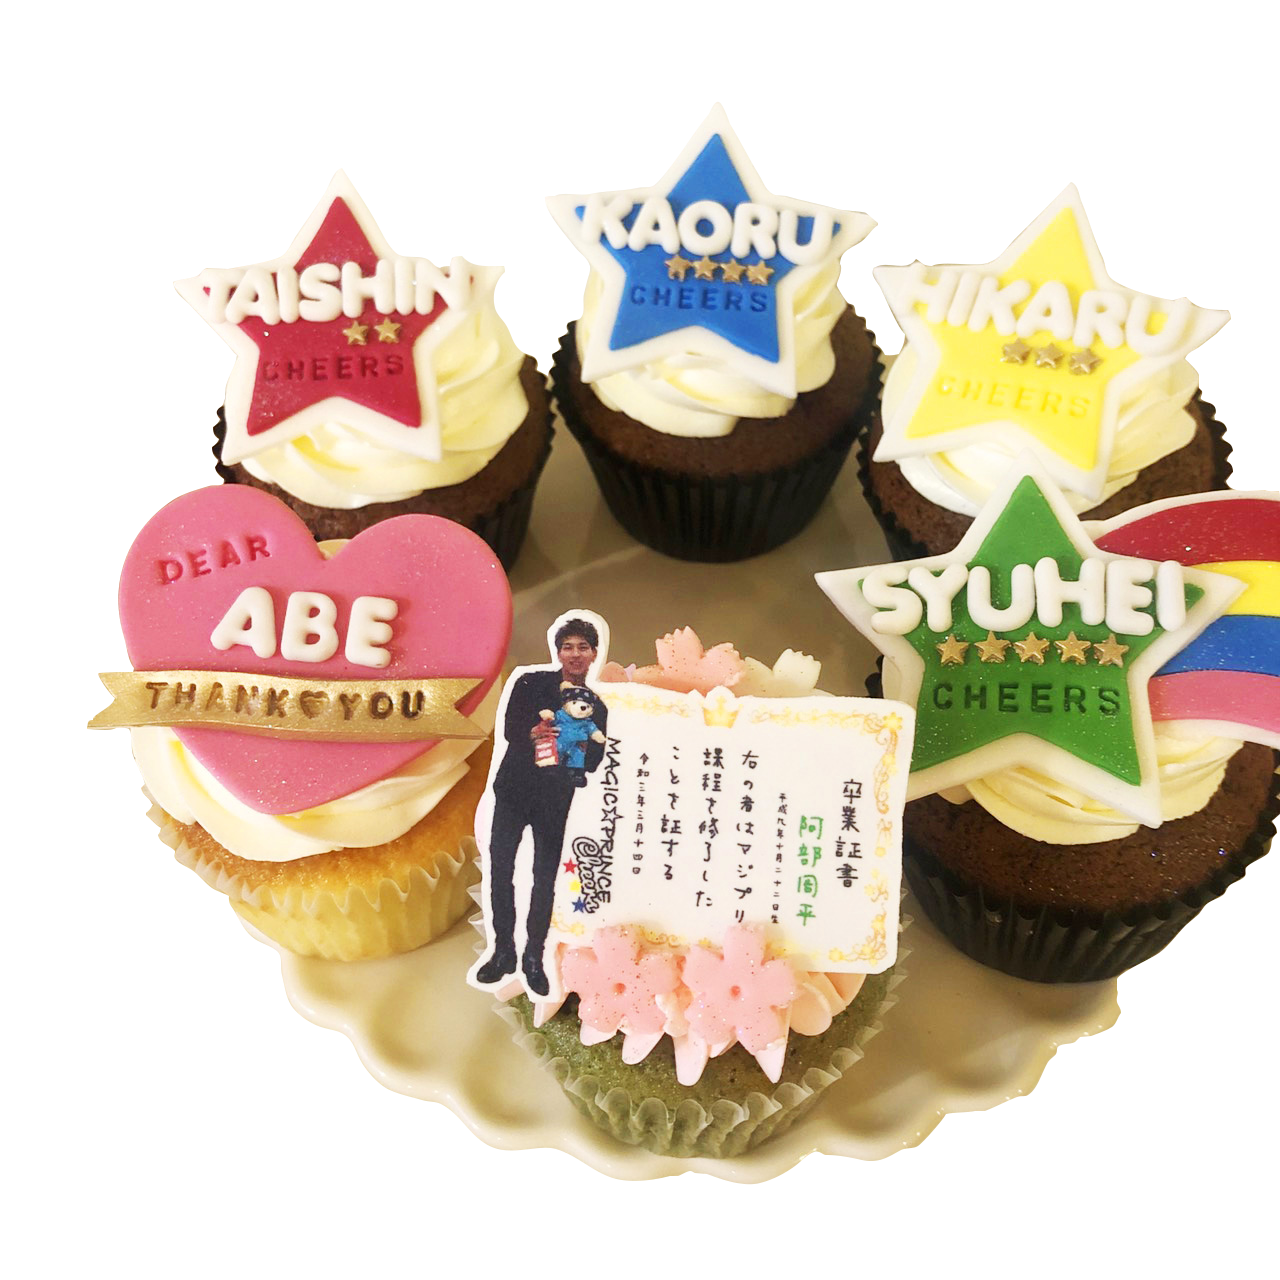 KAORU
CHEERS
TAISHIN
CHEERS
HIKARU
CHEERS
DEAR
ABE
THANK♥YOU
SYUHEI
CHEERS
卒業証書
阿部周平
平成九年十月二十二日生
右の者はマジプリ
課程を修了した
ことを証する
令和三年三月十四日
MAGIC☆PRINCE
Cheers